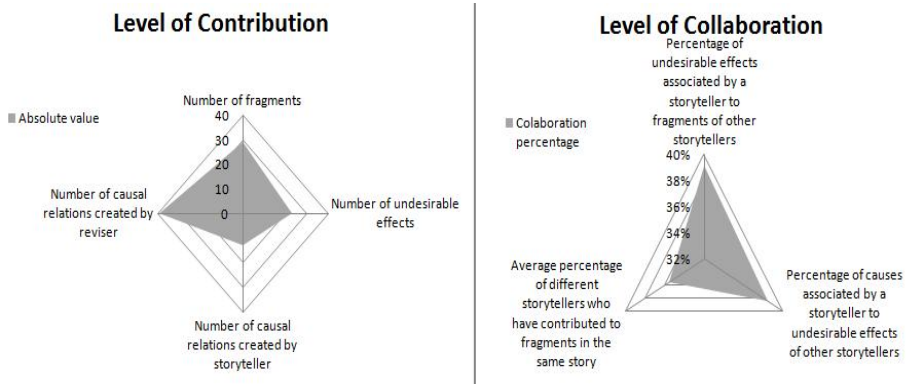 Level of Contribution
Number of fragments
40
Absolute value
30
20
10
0
Number of causal
relations created by
reviser
Number of undesirable
effects
Number of causal
relations created by
storyteller
Level of Collaboration
Percentage of
undesirable effects
associated by a
storyteller to
fragments of other
storytellers
Colaboration
percentage
40%
38%
36%
34%
32%
Average percentage
of different
storytellers who
have contributed to
fragments in the
same story
Percentage of causes
associated by a
storyteller to
undesirable effects
of other storytellers